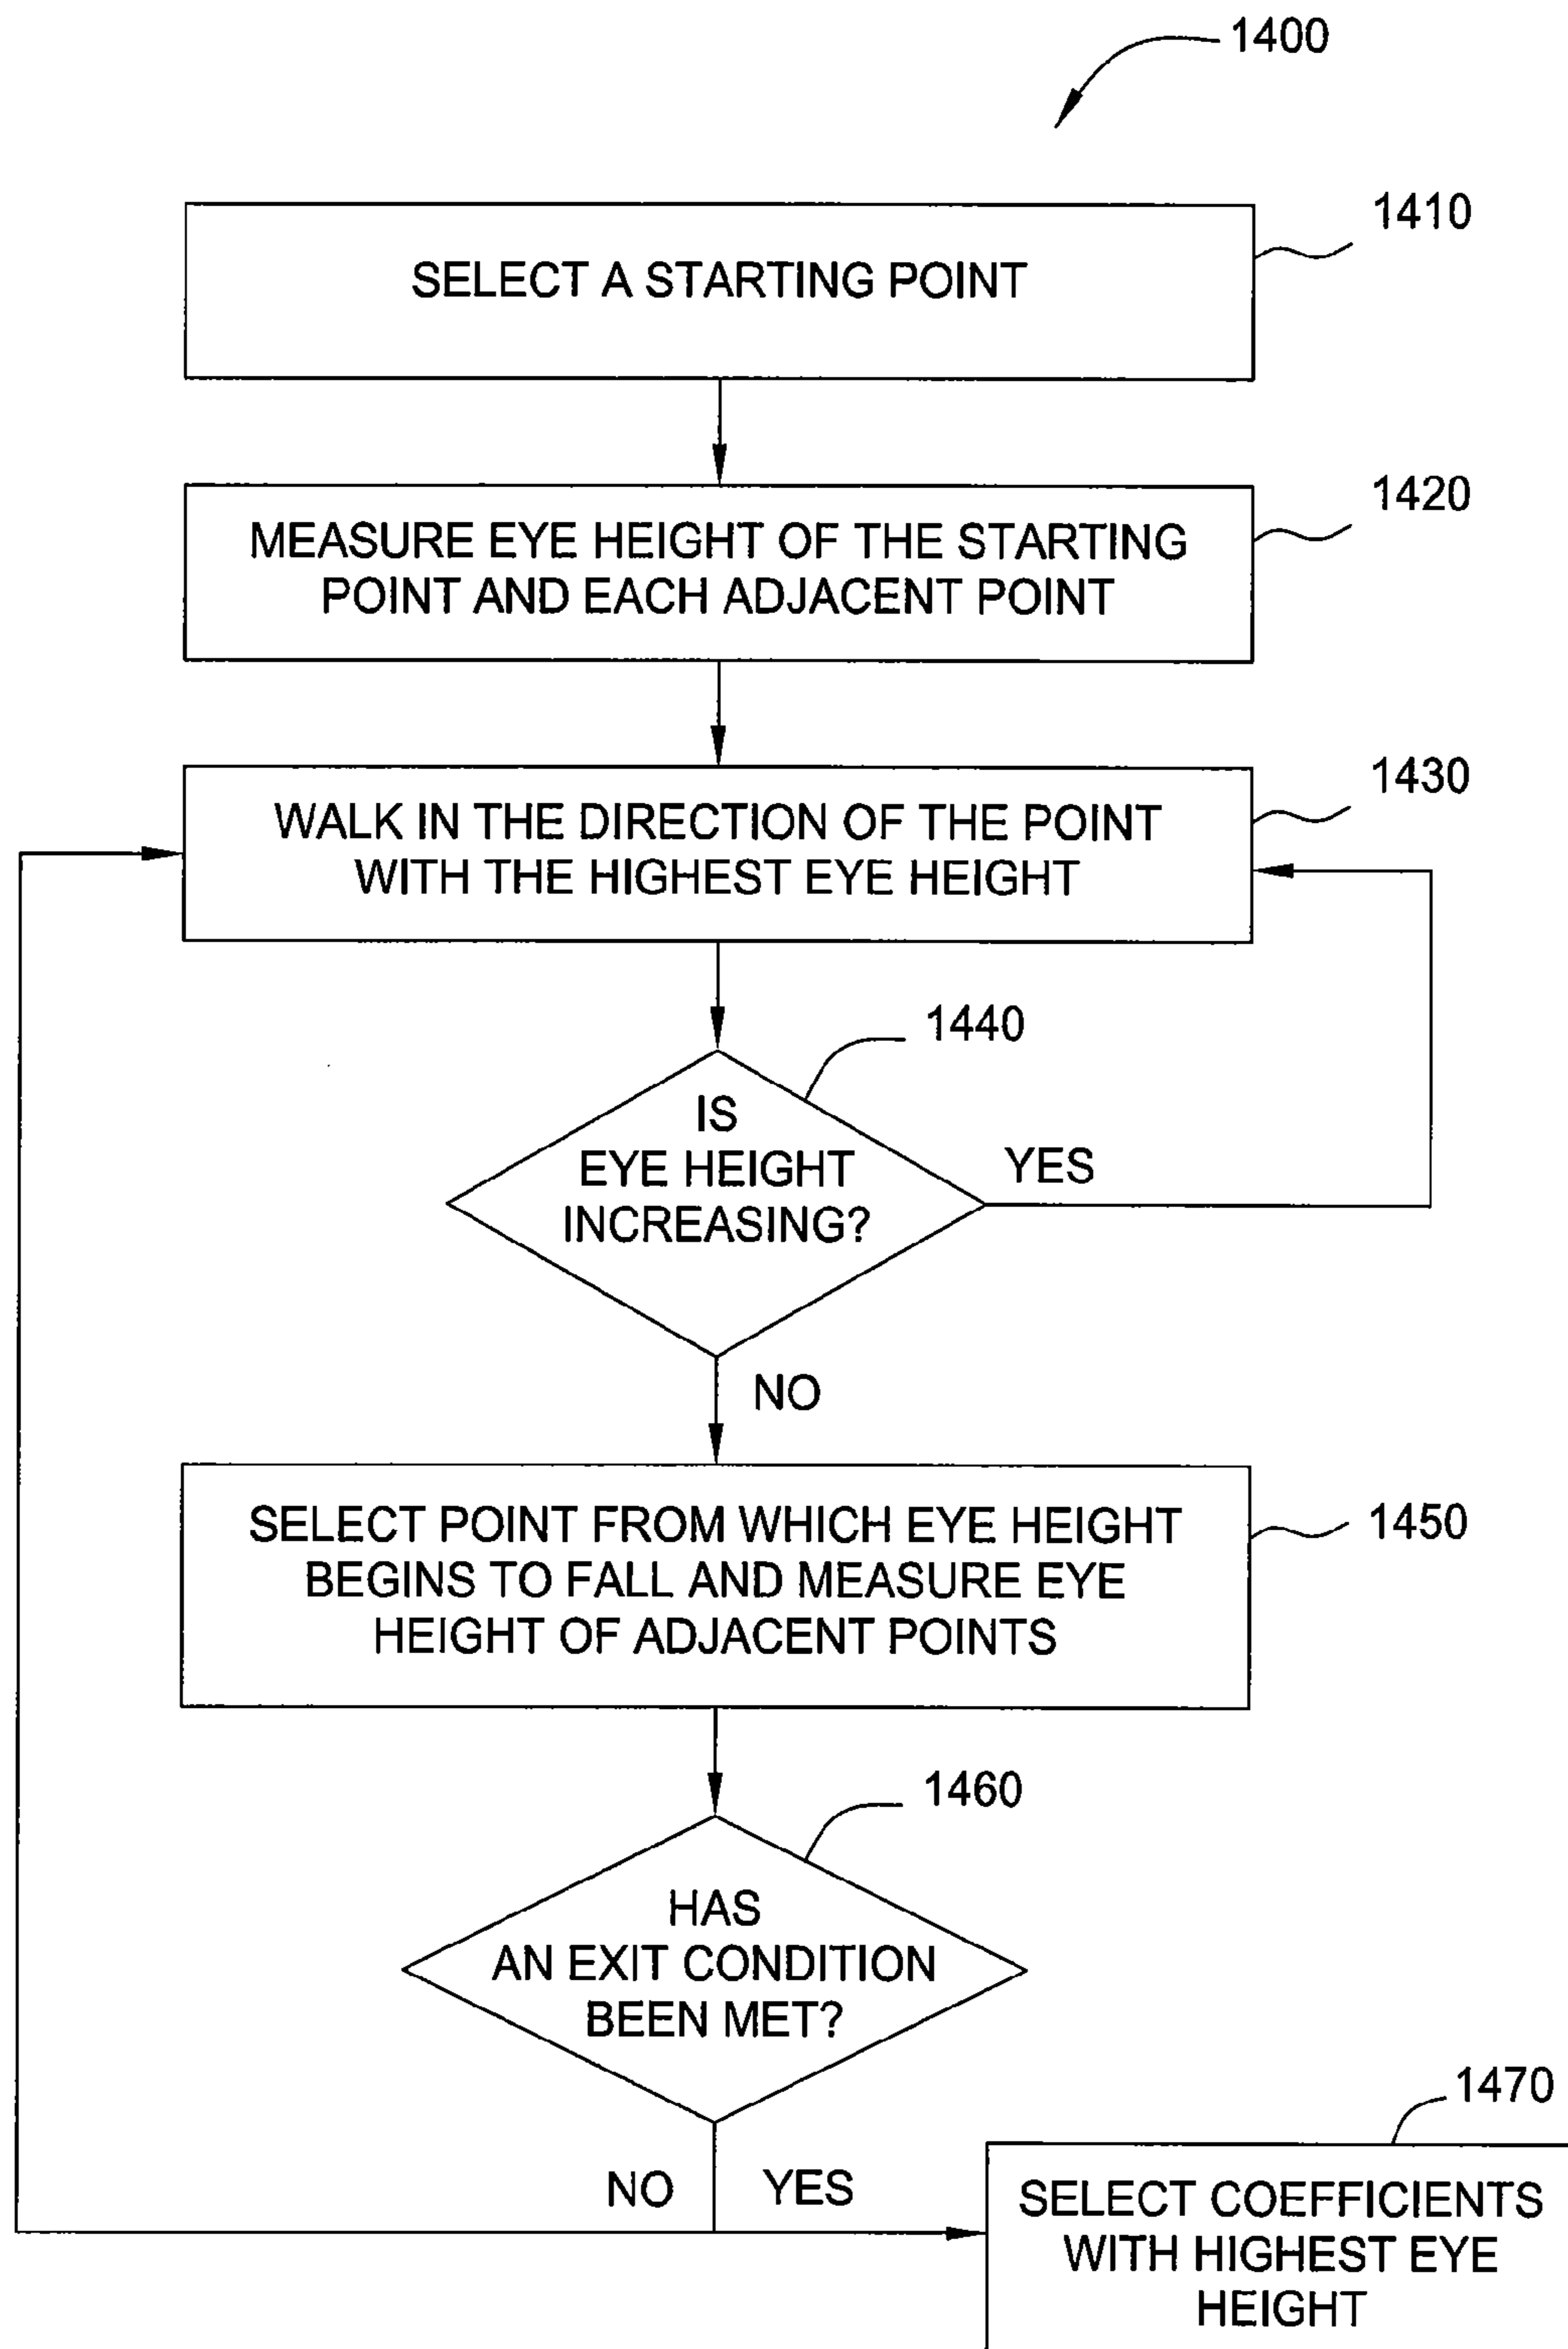 1400
1410
SELECT A STARTING POINT
1420
MEASURE EYE HEIGHT OF THE STARTING
POINT AND EACH ADJACENT POINT
1430
WALK IN THE DIRECTION OF THE POINT
WITH THE HIGHEST EYE HEIGHT
1440
IS
EYE HEIGHT
INCREASING?
YES
NO
1450
SELECT POINT FROM WHICH EYE HEIGHT
BEGINS TO FALL AND MEASURE EYE
HEIGHT OF ADJACENT POINTS
1460
HAS
AN EXIT CONDITION
BEEN MET?
NO
YES
1470
SELECT COEFFICIENTS
WITH HIGHEST EYE
HEIGHT